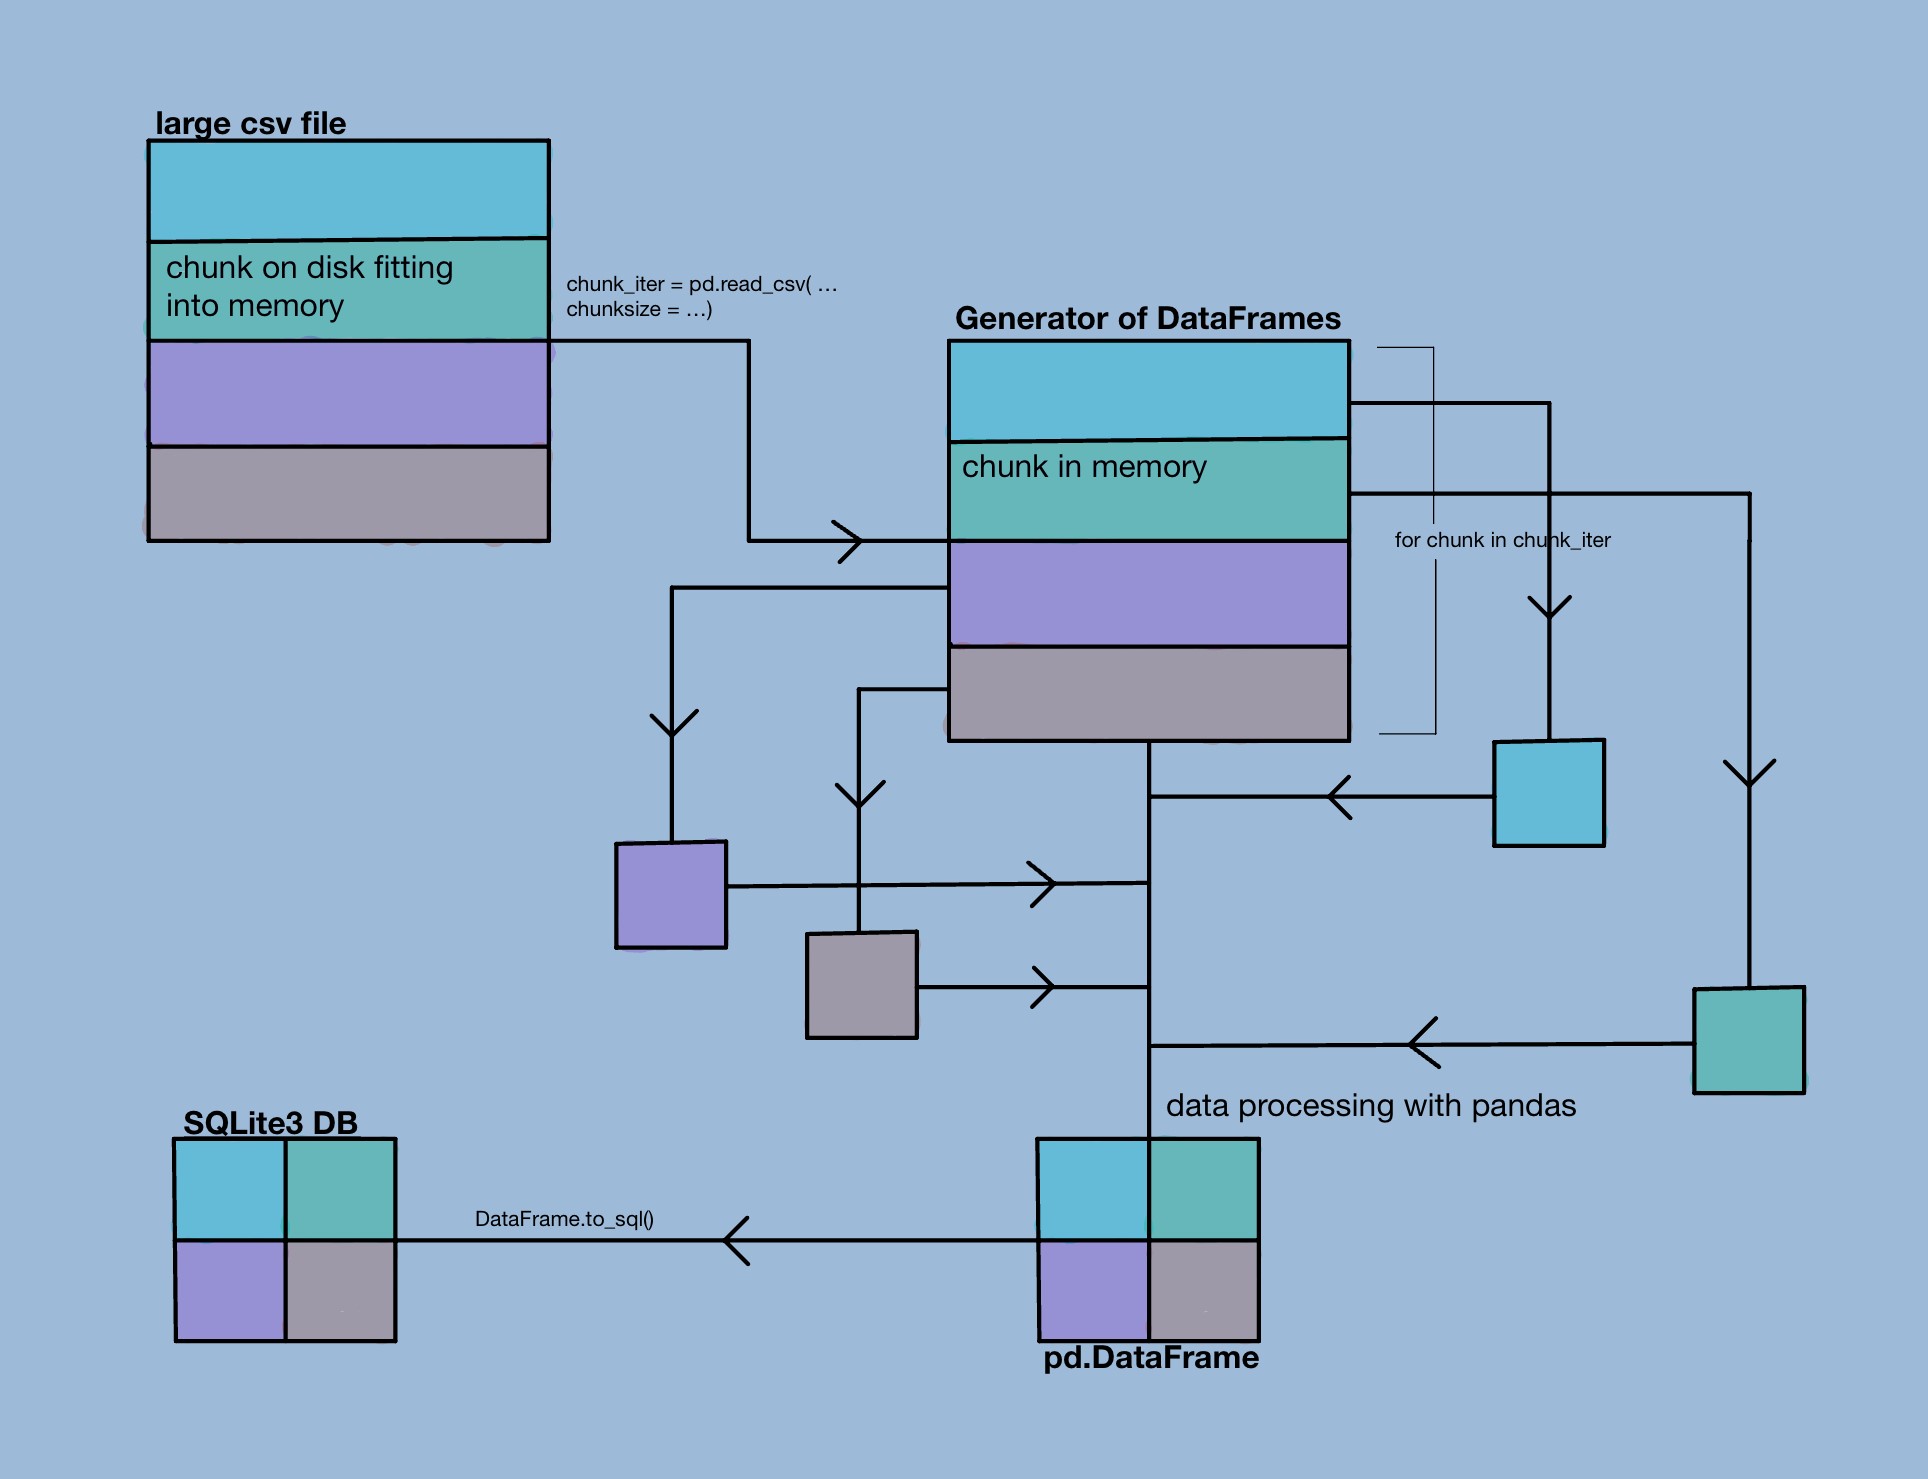 large csv file
chunk on disk fitting
into memory
chunk_iter = pd.read_csv( …
chunksize = …)
Generator of DataFrames
chunk in memory
for chunk in chunk_iter
data processing with pandas
SQLite3 DB
DataFrame.to_sql()
pd.DataFrame